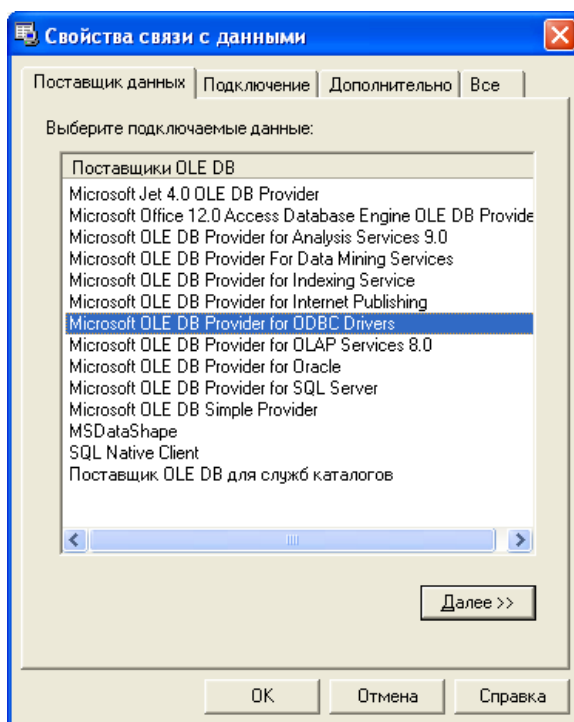 Свойства связи с данными
Поставщик данных Подключение Дополнительно Все
Выберите подключаемые данные:
Поставщики OLE DB
Microsoft Jet 4.0 OLE DB Provider
Microsoft Office 12.0 Access Database Engine OLE DB Provide
Microsoft OLE DB Provider for Analysis Services 9.0
Microsoft OLE DB Provider For Data Mining Services
Microsoft OLE DB Provider for Indexing Service
Microsoft OLE DB Provider for Internet Publishing
Microsoft OLE DB Provider for ODBC Drivers
Microsoft OLE DB Provider for OLAP Services 8.0
Microsoft OLE DB Provider for Oracle
Microsoft OLE DB Provider for SQL Server
Microsoft OLE DB Simple Provider
MSDataShape
SQL Native Client
Поставщик OLE DB для служб каталогов
Далее >>
OK Отмена Справка